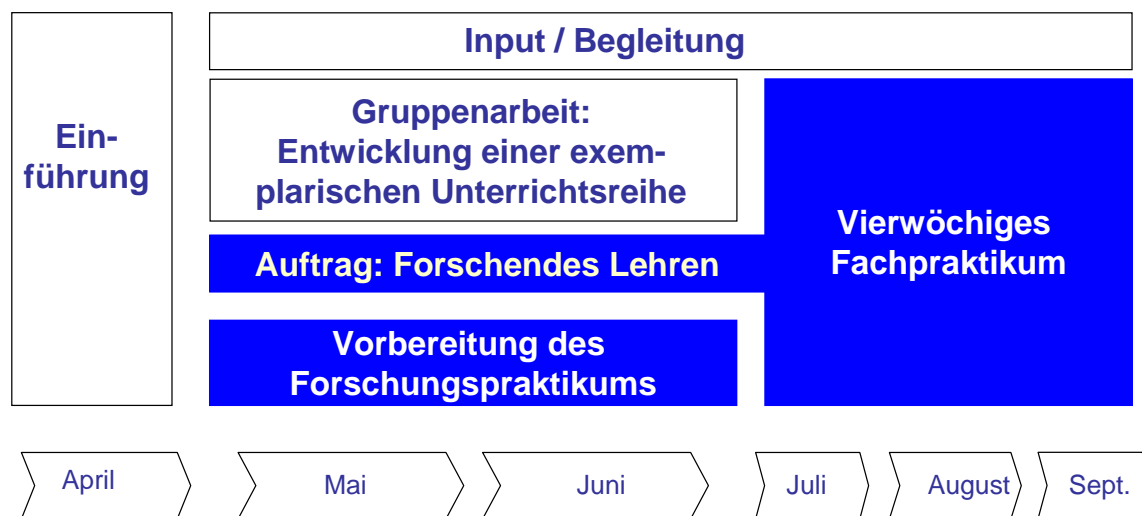 Ein-
führung
Input / Begleitung
Gruppenarbeit:
Entwicklung einer exem-
plarischen Unterrichtsreihe
Auftrag: Forschendes Lehren
Vorbereitung des
Forschungspraktikums
Vierwöchiges
Fachpraktikum
April
Mai
Juni
Juli
August
Sept.